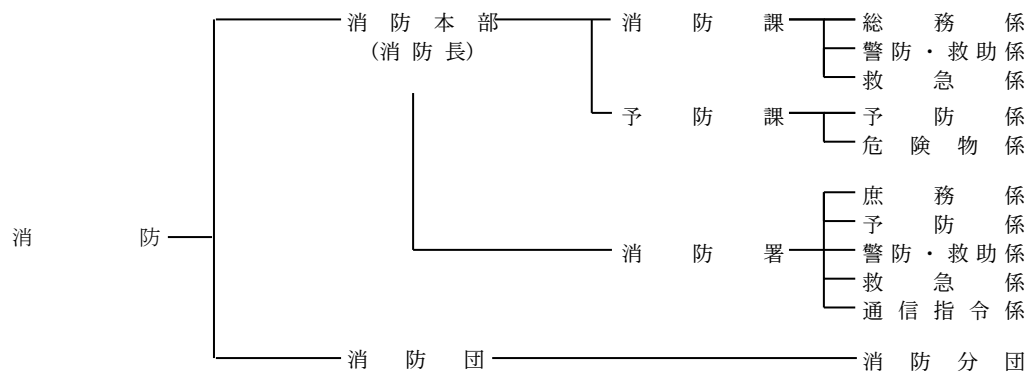 消防本部 消防課 総務係
(消防長) 警防・救助係
救急係
予防課 予防係
危険物係
庶務係
予防係
消防 消防署 警防・救助係
救急係
通信指令係
消防団 消防分団